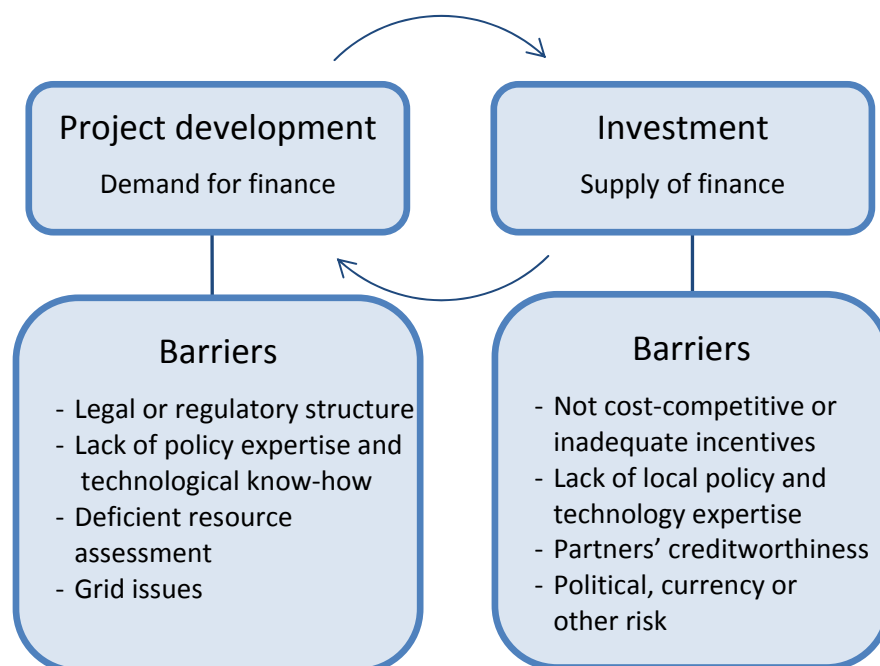 Project development
Demand for finance
Investment
Supply of finance
Barriers
- Legal or regulatory structure
- Lack of policy expertise and
technological know-how
- Deficient resource
assessment
- Grid issues
Barriers
- Not cost-competitive or
inadequate incentives
- Lack of local policy and
technology expertise
- Partners’ creditworthiness
- Political, currency or
other risk